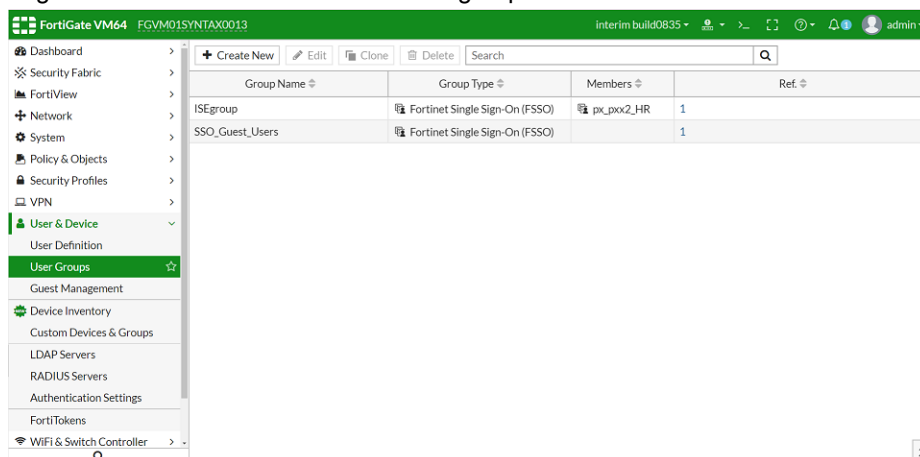 FortiGate VM64 FGVM01SYNTAX0013 interim build0835 >_ 1 admin
Dashboard
Security Fabric
FortiView
Network
System
Policy & Objects
Security Profiles
VPN
User & Device
User Definition
User Groups
Guest Management
Device Inventory
Custom Devices & Groups
LDAP Servers
RADIUS Servers
Authentication Settings
FortiTokens
WiFi & Switch Controller
+ Create New Edit Clone Delete Search
Group Name Group Type Members Ref.
ISEgroup Fortinet Single Sign-On (FSSO) px_pxx2_HR 1
SSO_Guest_Users Fortinet Single Sign-On (FSSO) 1